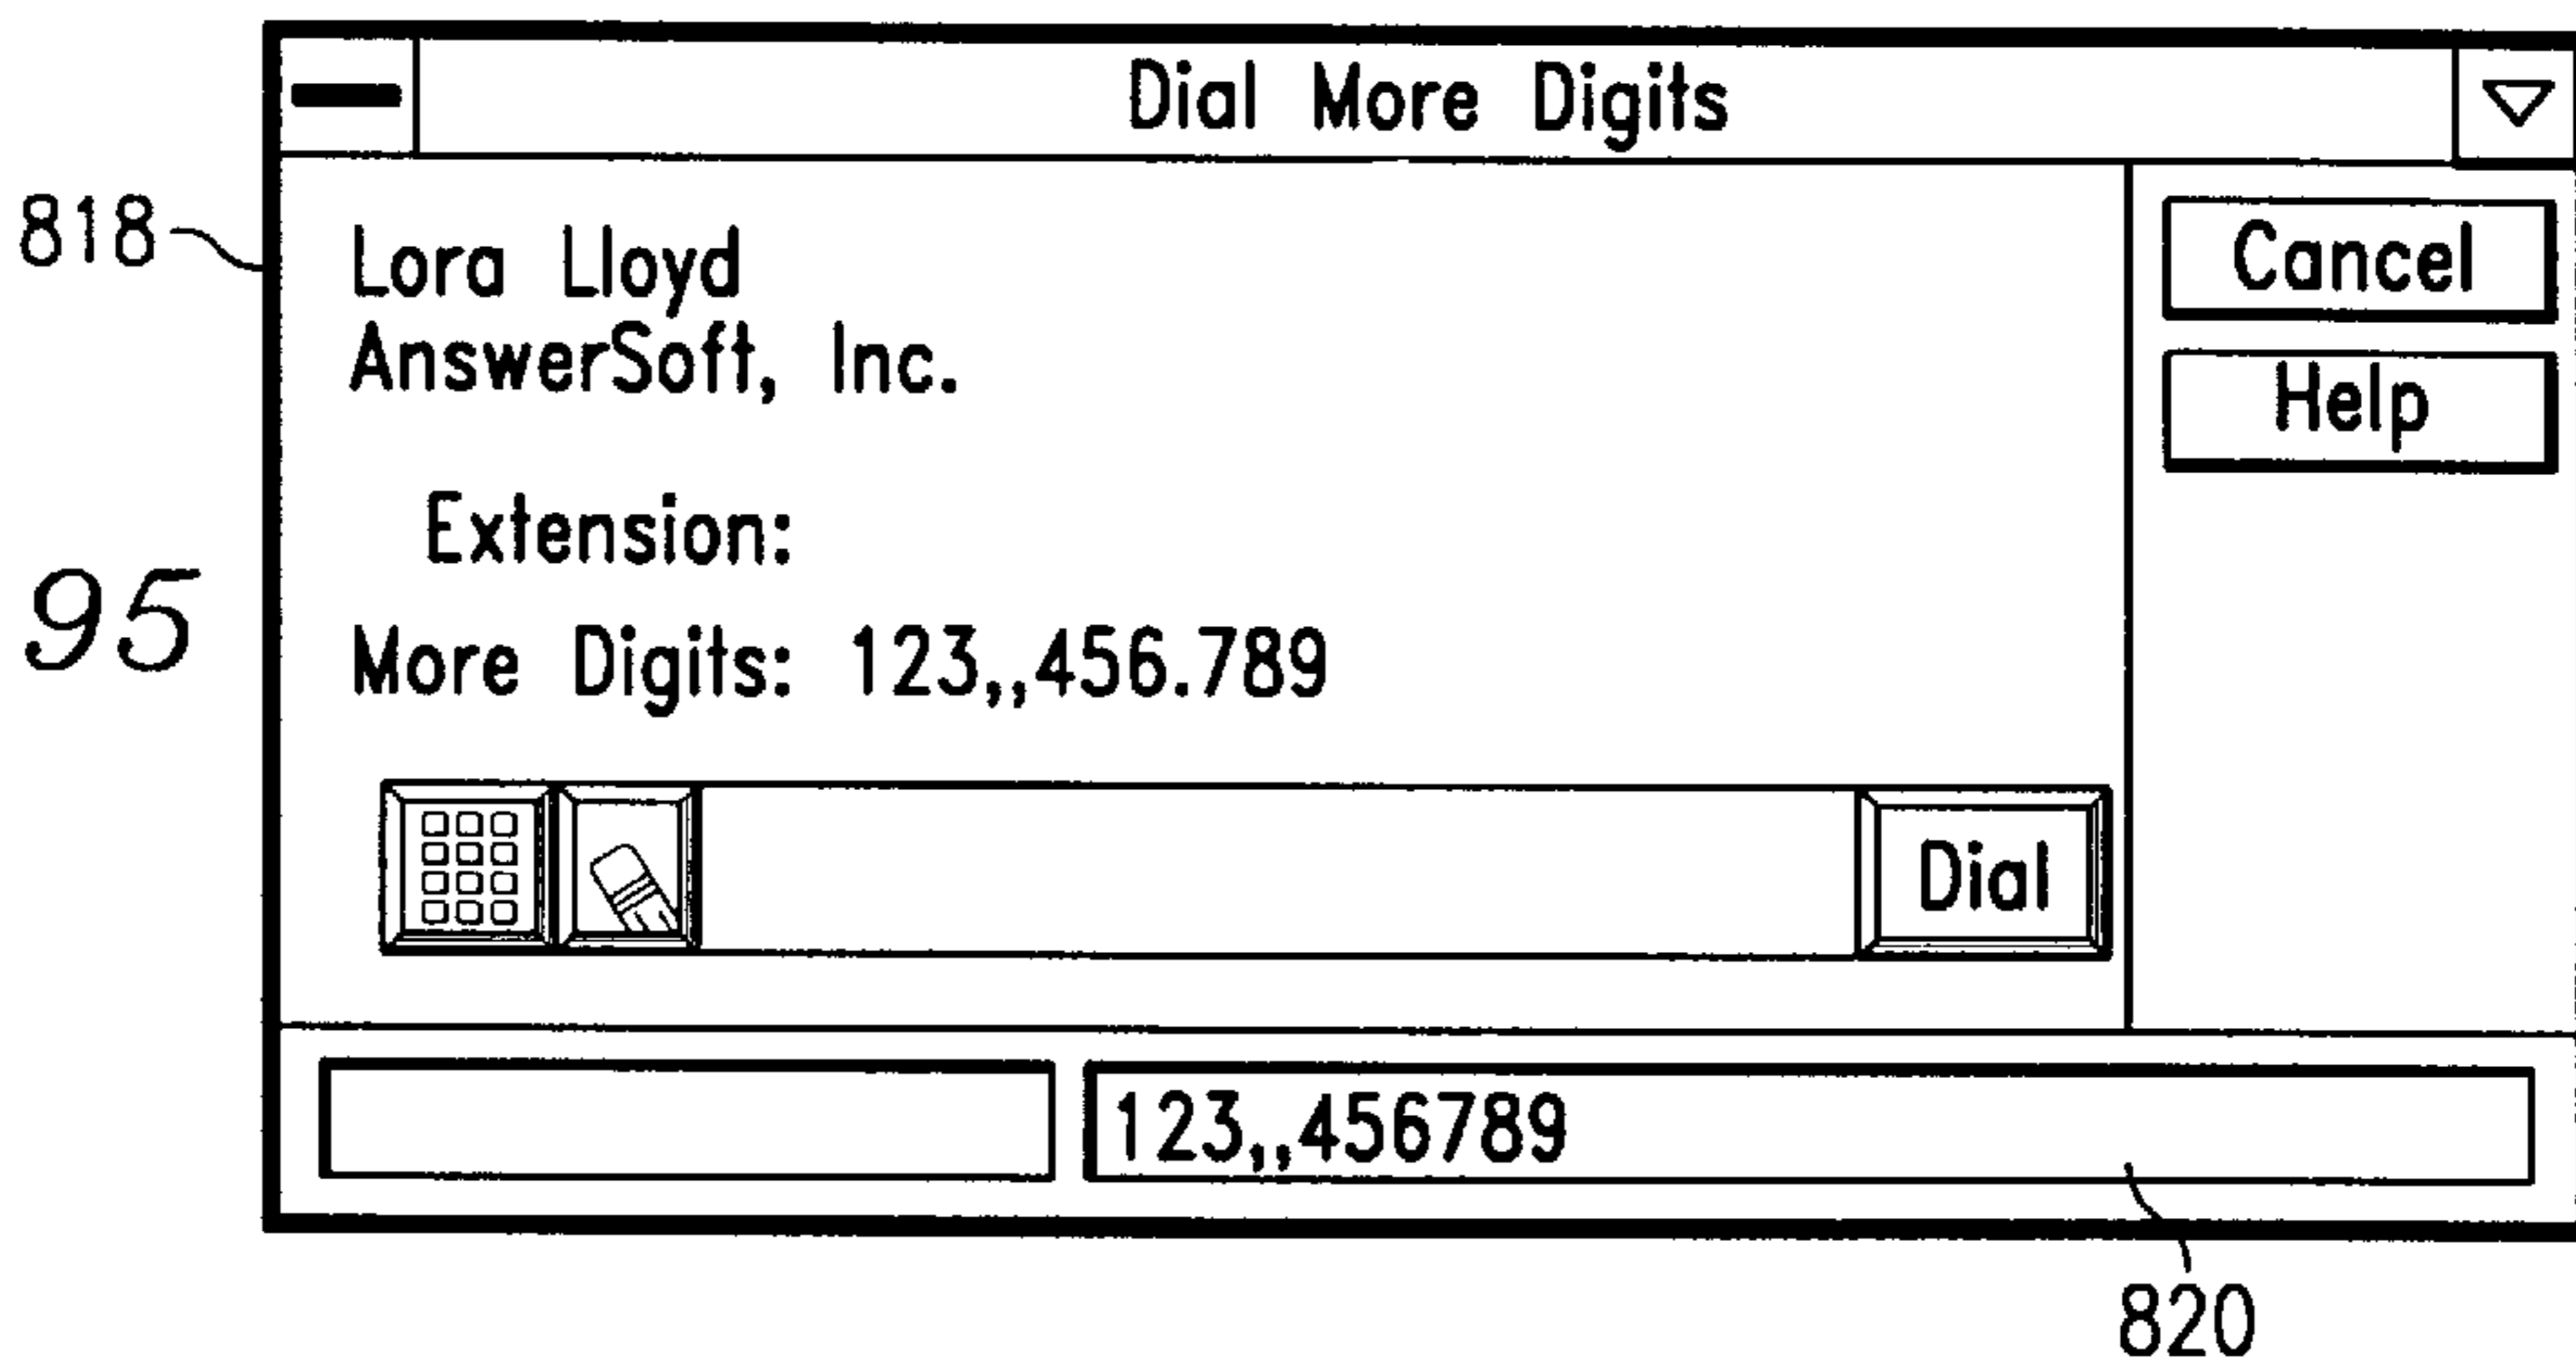 Dial More Digits
818
Lora Lloyd
Cancel
AnswerSoft, Inc.
Help
Extension:
95
More Digits: 123,,456.789
Dial
123,,456789
820